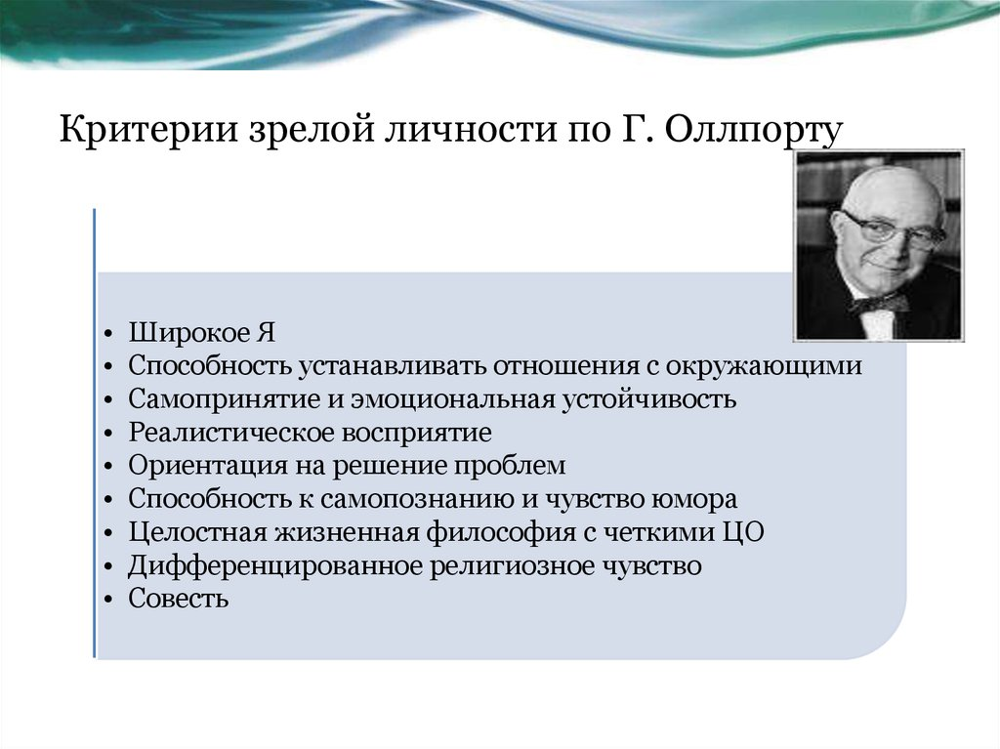 Критерии зрелой личности по Г. Оллпорту
• Широкое Я
• Способность устанавливать отношения с окружающими
• Самопринятие и эмоциональная устойчивость
• Реалистическое восприятие
• Ориентация на решение проблем
• Способность к самопознанию и чувство юмора
• Целостная жизненная философия с четкими ЦО
• Дифференцированное религиозное чувство
• Совесть